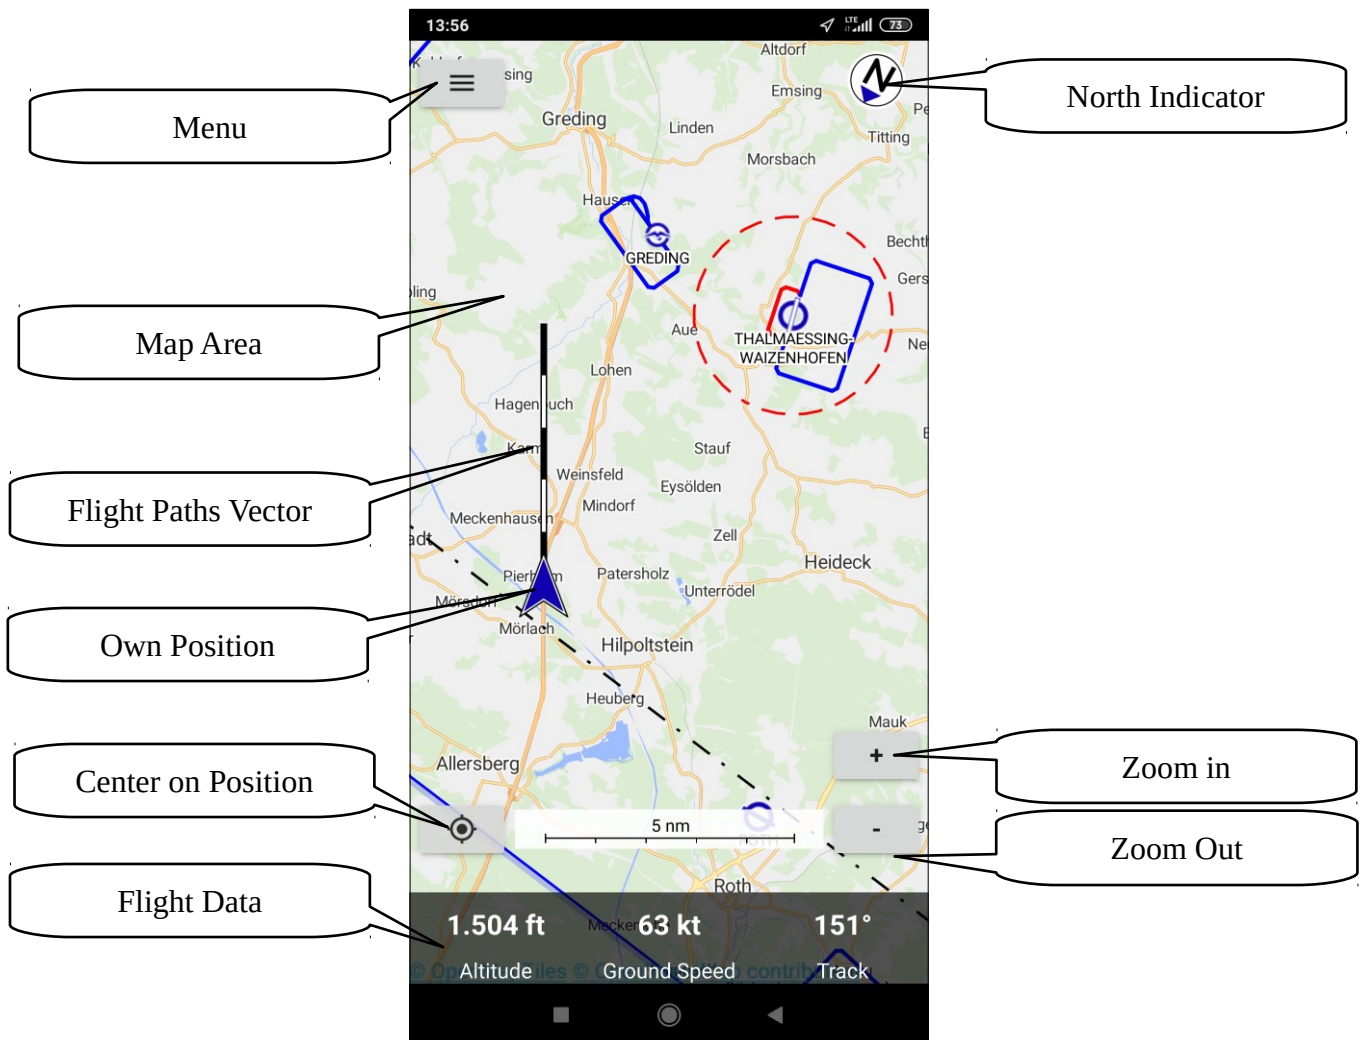 13:56
LTE
73
Altdorf
sing
Menu
North Indicator
Emsing
Greding
Linden
Titting
Morsbach
GREDING
THALMAESSING-
WAIZENHOFEN
Map Area
Aue
Lohen
Flight Paths Vector
Stauf
Weinsfeld
Eysölden
Mindorf
Meckenhausen
Zell
Heideck
Patersholz
Unterrödel
Own Position
Mörlach
Hilpoltstein
Heuberg
Mauk
Allersberg
Center on Position
+
Zoom in
5 nm
-
Zoom Out
Roth
Flight Data
1.504 ft
63 kt
151°
Altitude
Ground Speed
Track